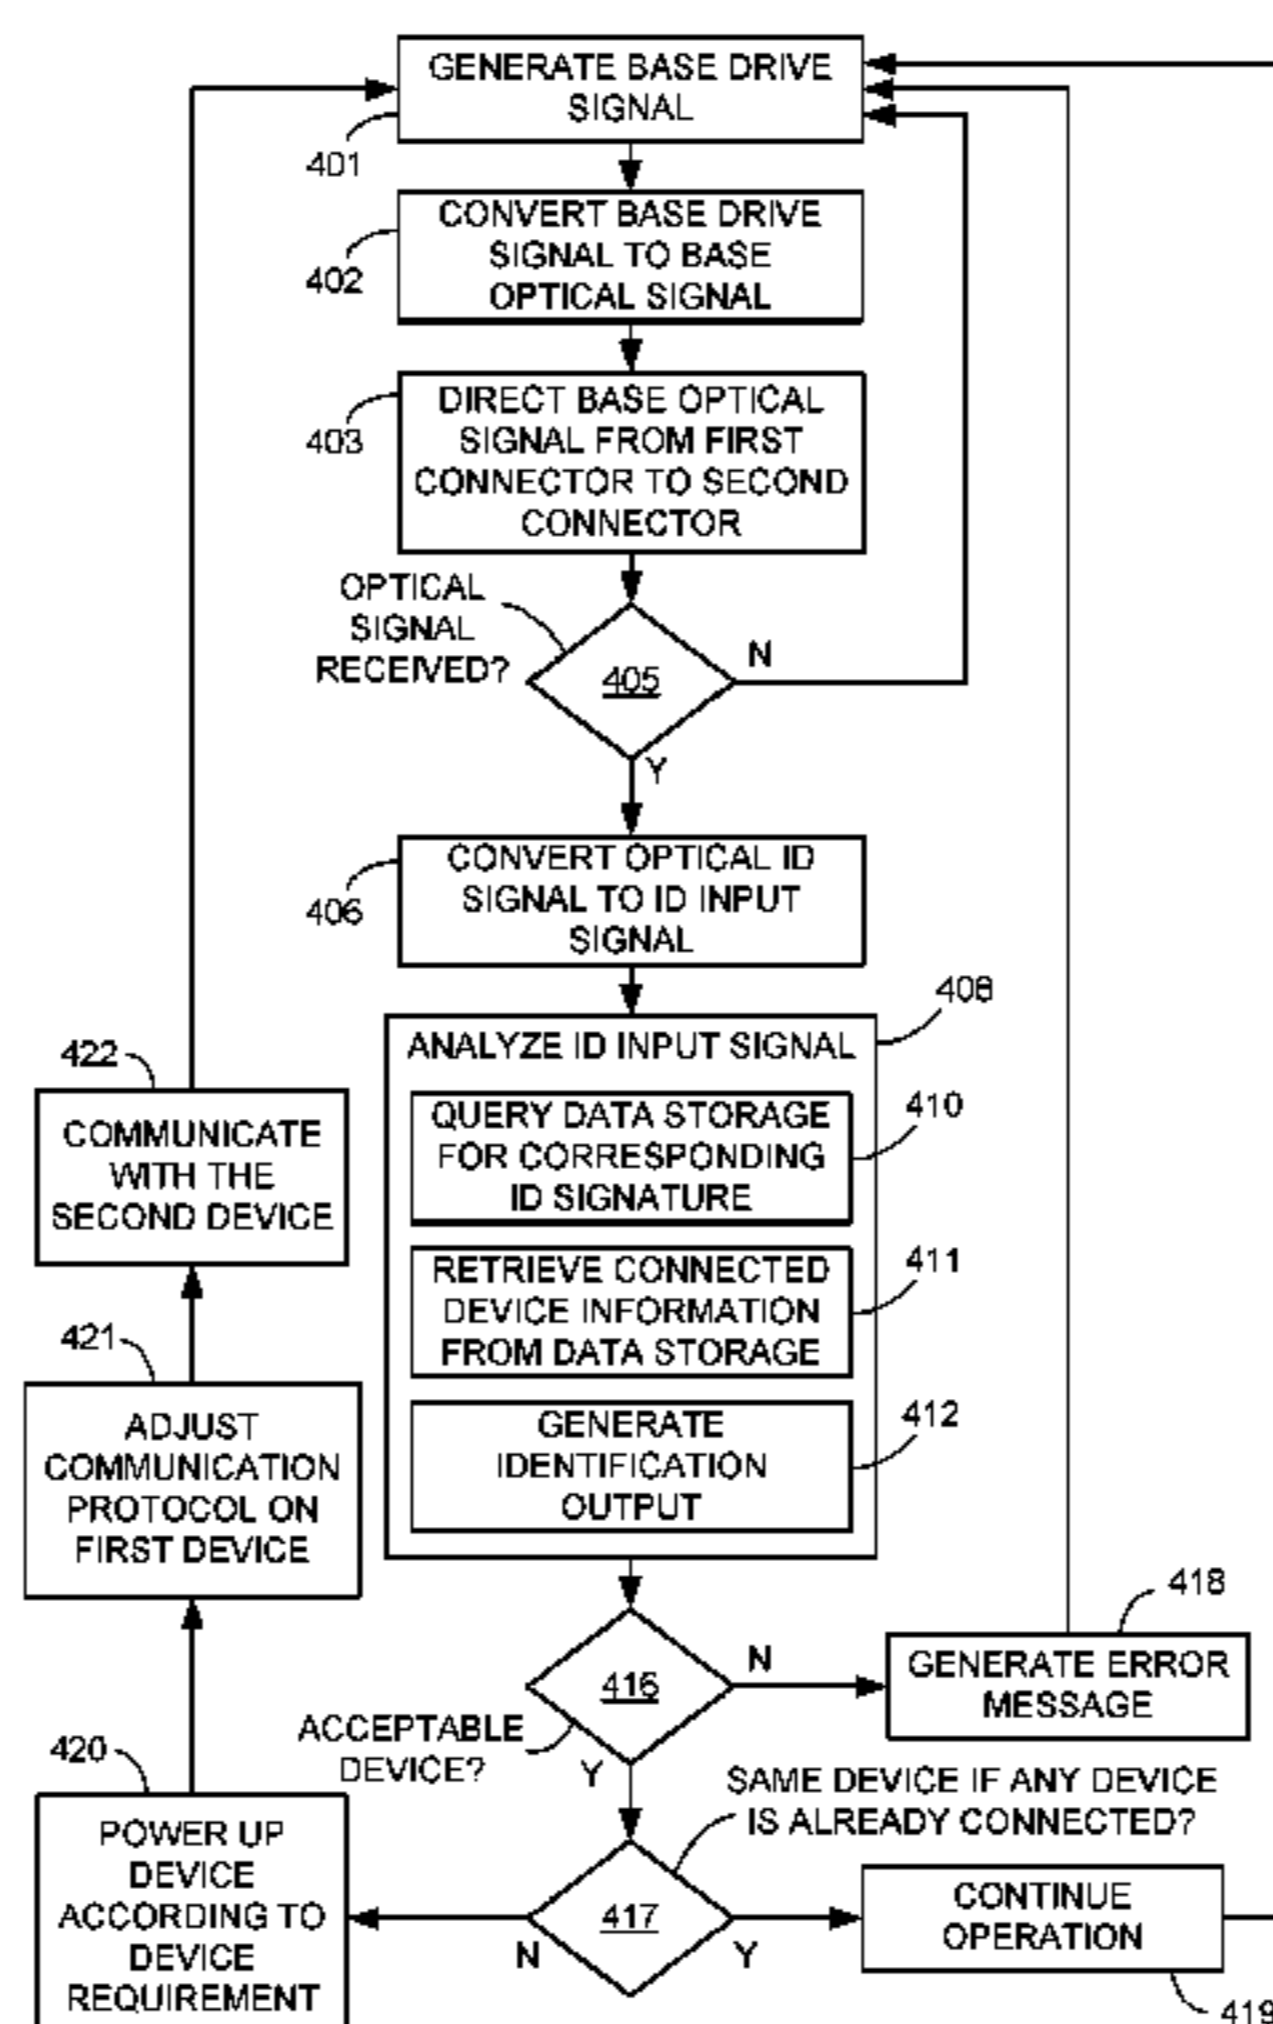 GENERATE BASE DRIVE
SIGNAL
401
CONVERT BASE DRIVE
SIGNAL TO BASE
OPTICAL SIGNAL
402
DIRECT BASE OPTICAL
SIGNAL FROM FIRST
CONNECTOR TO SECOND
CONNECTOR
403
OPTICAL
SIGNAL
RECEIVED?
405
N
Y
CONVERT OPTICAL ID
SIGNAL TO ID INPUT
SIGNAL
406
408
ANALYZE ID INPUT SIGNAL
QUERY DATA STORAGE
FOR CORRESPONDING
ID SIGNATURE
410
RETRIEVE CONNECTED
DEVICE INFORMATION
FROM DATA STORAGE
411
GENERATE
IDENTIFICATION
OUTPUT
412
416
ACCEPTABLE
DEVICE?
N
Y
418
GENERATE ERROR
MESSAGE
SAME DEVICE IF ANY DEVICE
IS ALREADY CONNECTED?
417
N
Y
CONTINUE
OPERATION
419
420
POWER UP
DEVICE
ACCORDING TO
DEVICE
REQUIREMENT
421
ADJUST
COMMUNICATION
PROTOCOL ON
FIRST DEVICE
422
COMMUNICATE
WITH THE
SECOND DEVICE